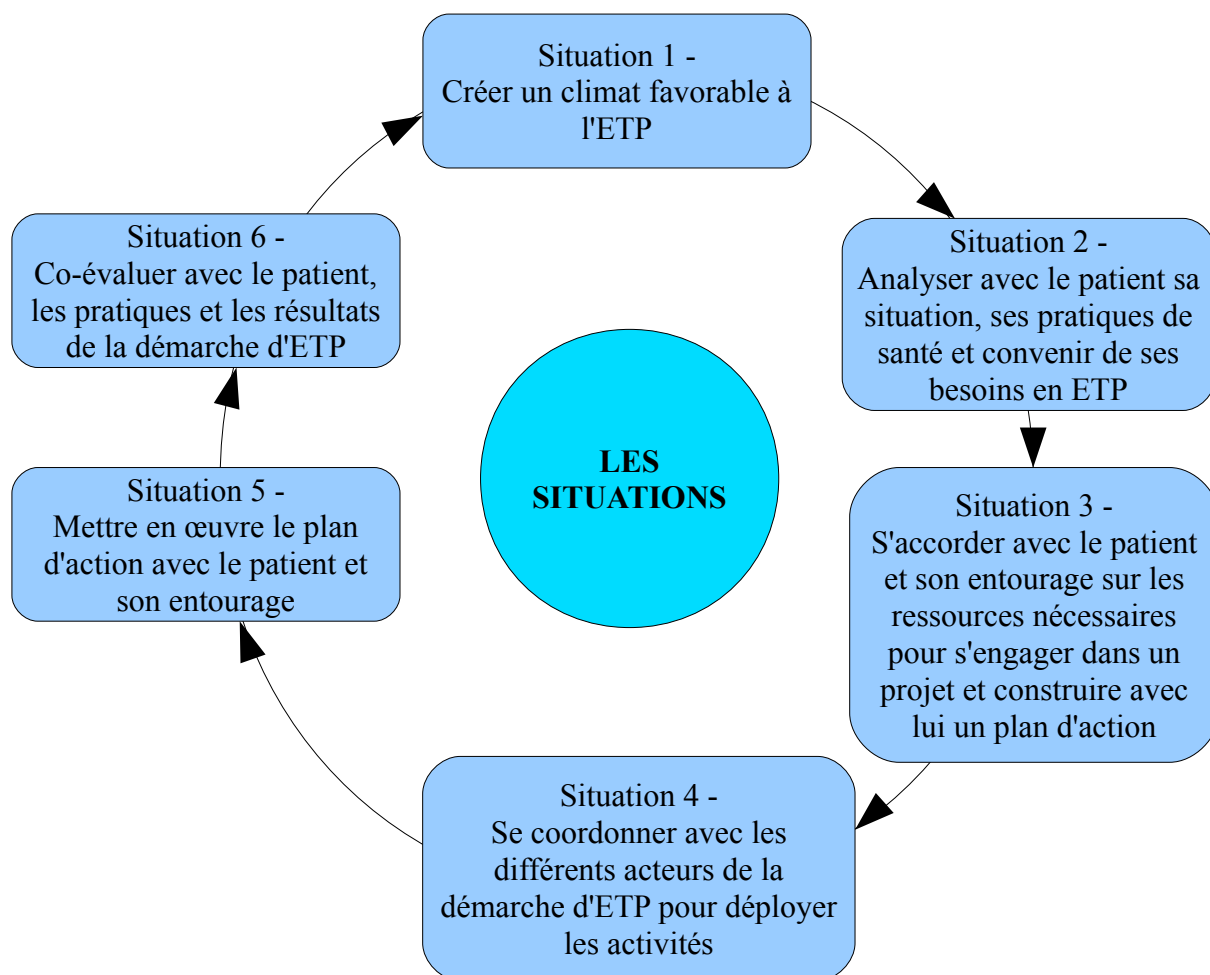 Situation 1 -
Créer un climat favorable à
l'ETP
Situation 2 -
Analyser avec le patient sa
situation, ses pratiques de
santé et convenir de ses
besoins en ETP
Situation 3 -
S'accorder avec le patient
et son entourage sur les
ressources nécessaires
pour s'engager dans un
projet et construire avec
lui un plan d'action
Situation 4 -
Se coordonner avec les
différents acteurs de la
démarche d'ETP pour déployer
les activités
Situation 5 -
Mettre en œuvre le plan
d'action avec le patient et
son entourage
Situation 6 -
Co-évaluer avec le patient,
les pratiques et les résultats
de la démarche d'ETP
LES
SITUATIONS